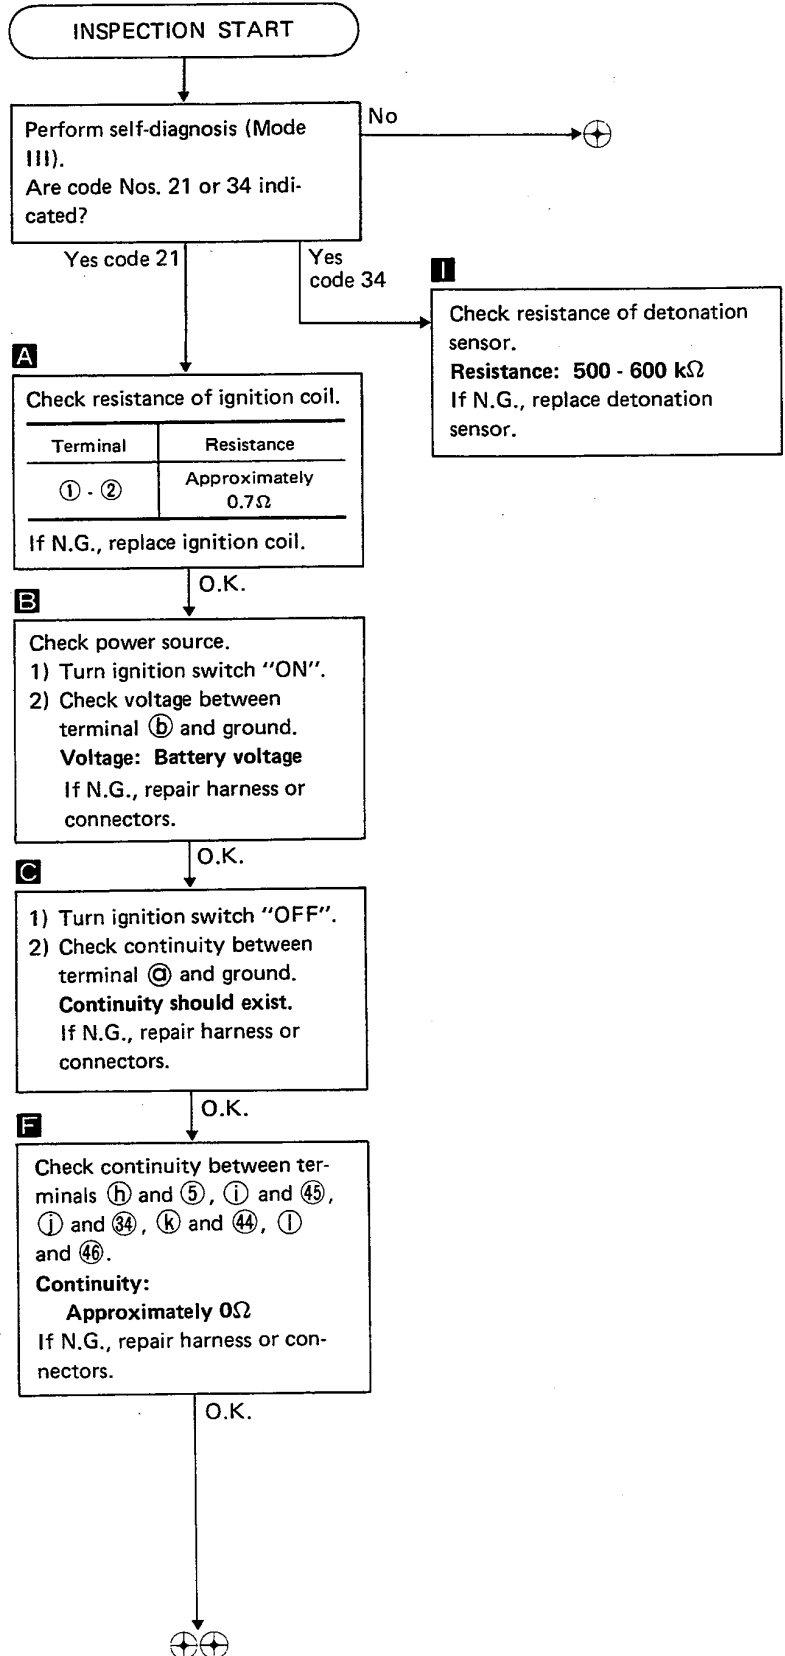 INSPECTION START
Perform self-diagnosis (Mode
III).
Are code Nos. 21 or 34 indi-
cated?
No
Yes code 21
Yes
code 34
I
Check resistance of detonation
sensor.
Resistance: 500 - 600 kΩ
If N.G., replace detonation
sensor.
A
Check resistance of ignition coil.
Terminal Resistance
① - ② Approximately
0.7Ω
If N.G., replace ignition coil.
O.K.
B
Check power source.
1) Turn ignition switch "ON".
2) Check voltage between
terminal ⓑ and ground.
Voltage: Battery voltage
If N.G., repair harness or
connectors.
O.K.
C
1) Turn ignition switch "OFF".
2) Check continuity between
terminal ⓐ and ground.
Continuity should exist.
If N.G., repair harness or
connectors.
O.K.
F
Check continuity between ter-
minals ⓗ and ⑤, ⓘ and ㊺,
ⓙ and ㉞, ⓚ and ㊹, ⓛ
and ㊻.
Continuity:
Approximately 0Ω
If N.G., repair harness or con-
nectors.
O.K.